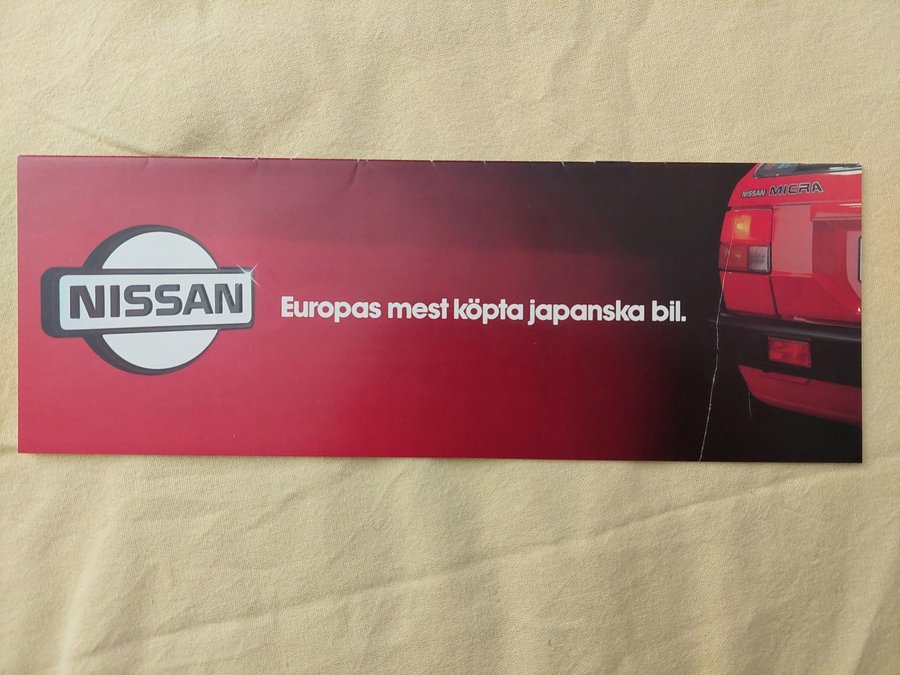 NISSAN MICRA
NISSAN
Europas mest köpta japanska bil.